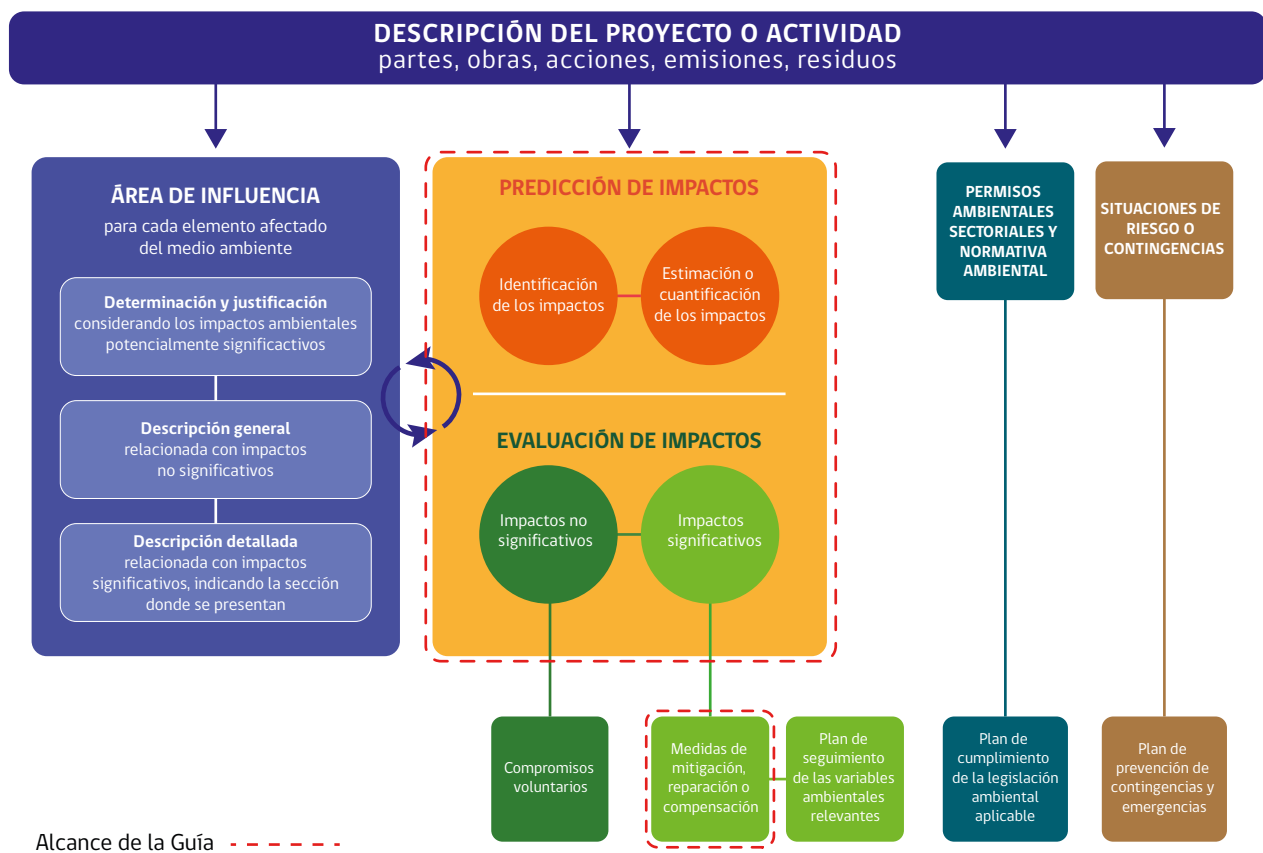 DESCRIPCIÓN DEL PROYECTO O ACTIVIDAD
partes, obras, acciones, emisiones, residuos
ÁREA DE INFLUENCIA
para cada elemento afectado
del medio ambiente
Determinación y justificación
considerando los impactos ambientales
potencialmente significactivos
Descripción general
relacionada con impactos
no significativos
Descripción detallada
relacionada con impactos
significativos, indicando la sección
donde se presentan
PREDICCIÓN DE IMPACTOS
Identificación
de los impactos
Estimación o
cuantificación
de los impactos
EVALUACIÓN DE IMPACTOS
Impactos no
significativos
Impactos
significativos
PERMISOS
AMBIENTALES
SECTORIALES Y
NORMATIVA
AMBIENTAL
SITUACIONES DE
RIESGO O
CONTINGENCIAS
Compromisos
voluntarios
Medidas de
mitigación,
reparación o
compensación
Plan de
seguimiento
de las variables
ambientales
relevantes
Plan de
cumplimiento
de la legislación
ambiental
aplicable
Plan de
prevención de
contingencias y
emergencias
Alcance de la Guía